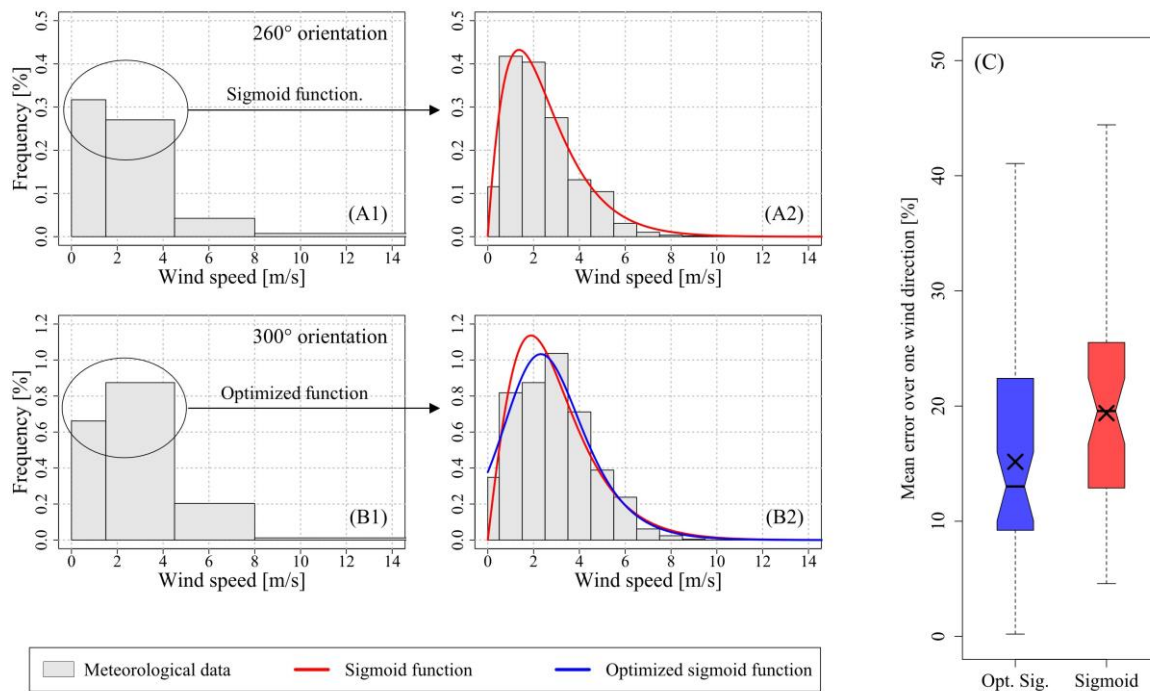 260° orientation
Sigmoid function.
Frequency [%]
0.0 0.1 0.2 0.3 0.4 0.5
(A1)
0 2 4 6 8 10 12 14
Wind speed [m/s]
0.0 0.1 0.2 0.3 0.4 0.5
(A2)
0 2 4 6 8 10 12 14
Wind speed [m/s]
300° orientation
Optimized function
Frequency [%]
0.0 0.2 0.4 0.6 0.8 1.0 1.2
(B1)
0 2 4 6 8 10 12 14
Wind speed [m/s]
0.0 0.2 0.4 0.6 0.8 1.0 1.2
(B2)
0 2 4 6 8 10 12 14
Wind speed [m/s]
Meteorological data
Sigmoid function
Optimized sigmoid function
(C)
Mean error over one wind direction [%]
0 10 20 30 40 50
Opt. Sig.
Sigmoid